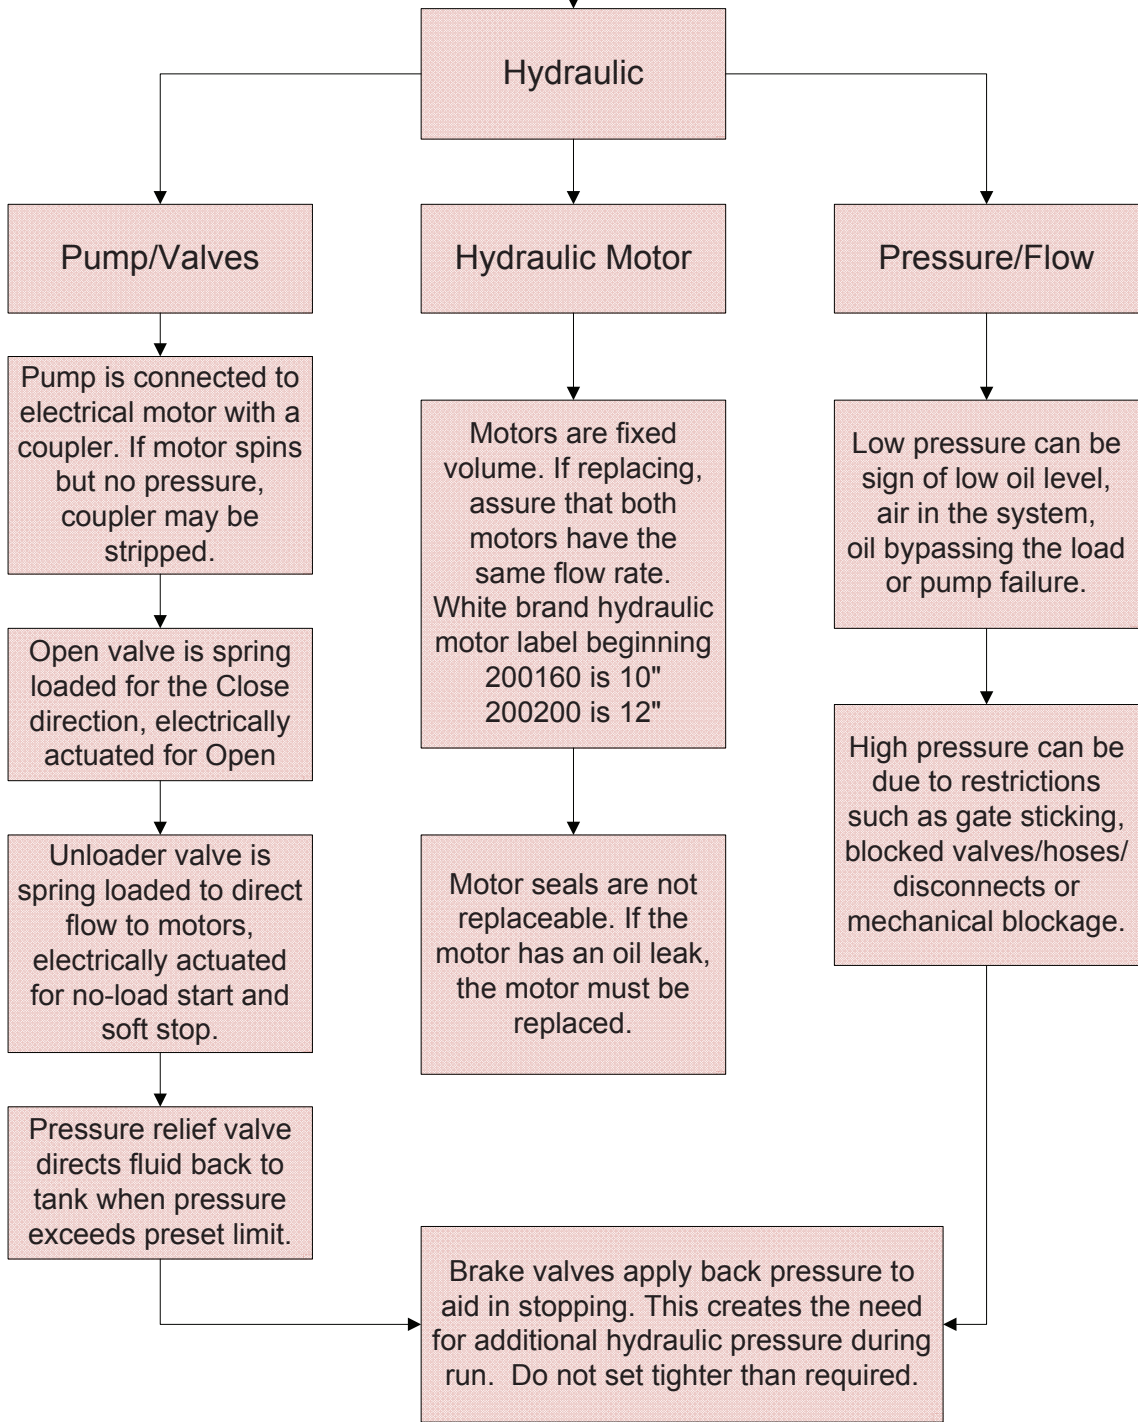 Hydraulic
Pump/Valves
Pump is connected to
electrical motor with a
coupler. If motor spins
but no pressure,
coupler may be
stripped.
Open valve is spring
loaded for the Close
direction, electrically
actuated for Open
Unloader valve is
spring loaded to direct
flow to motors,
electrically actuated
for no-load start and
soft stop.
Pressure relief valve
directs fluid back to
tank when pressure
exceeds preset limit.
Hydraulic Motor
Motors are fixed
volume. If replacing,
assure that both
motors have the
same flow rate.
White brand hydraulic
motor label beginning
200160 is 10"
200200 is 12"
Motor seals are not
replaceable. If the
motor has an oil leak,
the motor must be
replaced.
Pressure/Flow
Low pressure can be
sign of low oil level,
air in the system,
oil bypassing the load
or pump failure.
High pressure can be
due to restrictions
such as gate sticking,
blocked valves/hoses/
disconnects or
mechanical blockage.
Brake valves apply back pressure to
aid in stopping. This creates the need
for additional hydraulic pressure during
run.  Do not set tighter than required.